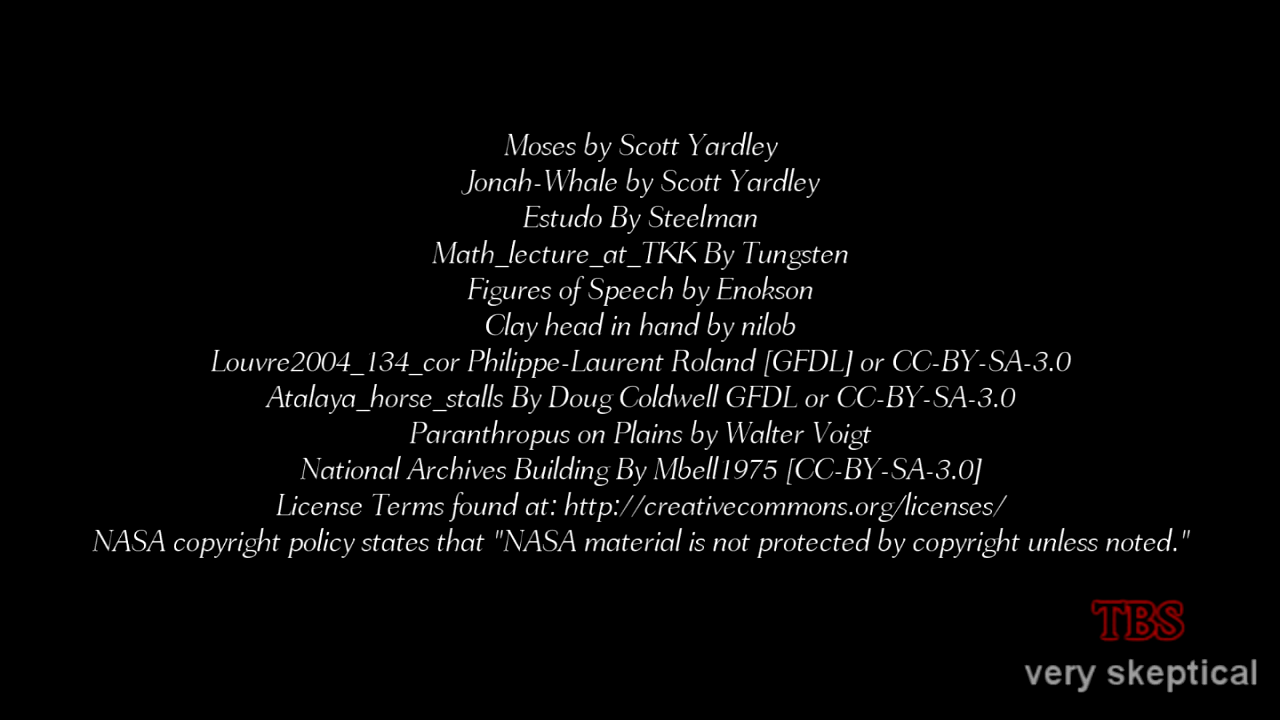 Moses by Scott Yardley
Jonah-Whale by Scott Yardley
Estudo By Steelman
Math_lecture_at_TKK By Tungsten
Figures of Speech by Enokson
Clay head in hand by nilob
Louvre2004_134_cor Philippe-Laurent Roland [GFDL] or CC-BY-SA-3.0
Atalaya_horse_stalls By Doug Coldwell GFDL or CC-BY-SA-3.0
Paranthropus on Plains by Walter Voigt
National Archives Building By Mbell1975 [CC-BY-SA-3.0]
License Terms found at: http://creativecommons.org/licenses/
NASA copyright policy states that "NASA material is not protected by copyright unless noted."
TBS
very skeptical